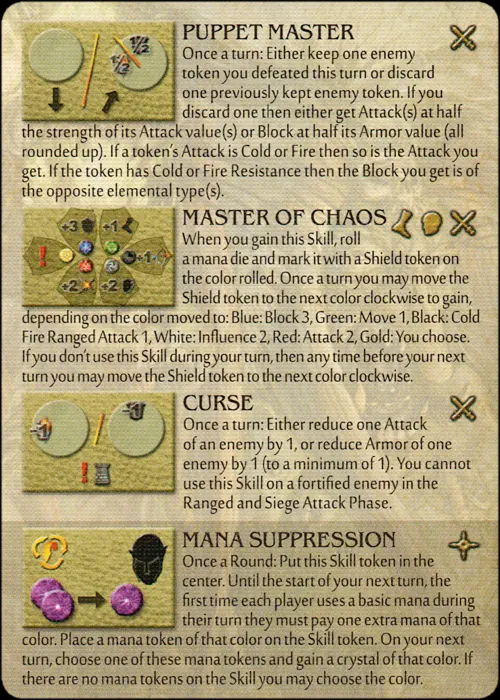 PUPPET MASTER
Once a turn: Either keep one enemy
token you defeated this turn or discard
one previously kept enemy token. If you
discard one then either get Attack(s) at half
the strength of its Attack value(s) or Block at half its Armor value (all
rounded up). If a token's Attack is Cold or Fire then so is the Attack you
get. If the token has Cold or Fire Resistance then the Block you get is of
the opposite elemental type(s).
1/2
1/2
MASTER OF CHAOS
When you gain this Skill, roll
a mana die and mark it with a Shield token on
the color rolled. Once a turn you may move the
Shield token to the next color clockwise to gain,
depending on the color moved to: Blue: Block 3, Green: Move 1, Black: Cold
Fire Ranged Attack 1, White: Influence 2, Red: Attack 2, Gold: You choose.
If you don't use this Skill during your turn, then any time before your next
turn you may move the Shield token to the next color clockwise.
+3
+1
!
+1
+2
+2
CURSE
Once a turn: Either reduce one Attack
of an enemy by 1, or reduce Armor of one
enemy by 1 (to a minimum of 1). You cannot
use this Skill on a fortified enemy in the
Ranged and Siege Attack Phase.
-1
-1
!
MANA SUPPRESSION
Once a Round: Put this Skill token in the
center. Until the start of your next turn, the
first time each player uses a basic mana during
their turn they must pay one extra mana of that
color. Place a mana token of that color on the Skill token. On your next
turn, choose one of these mana tokens and gain a crystal of that color. If
there are no mana tokens on the Skill you may choose the color.